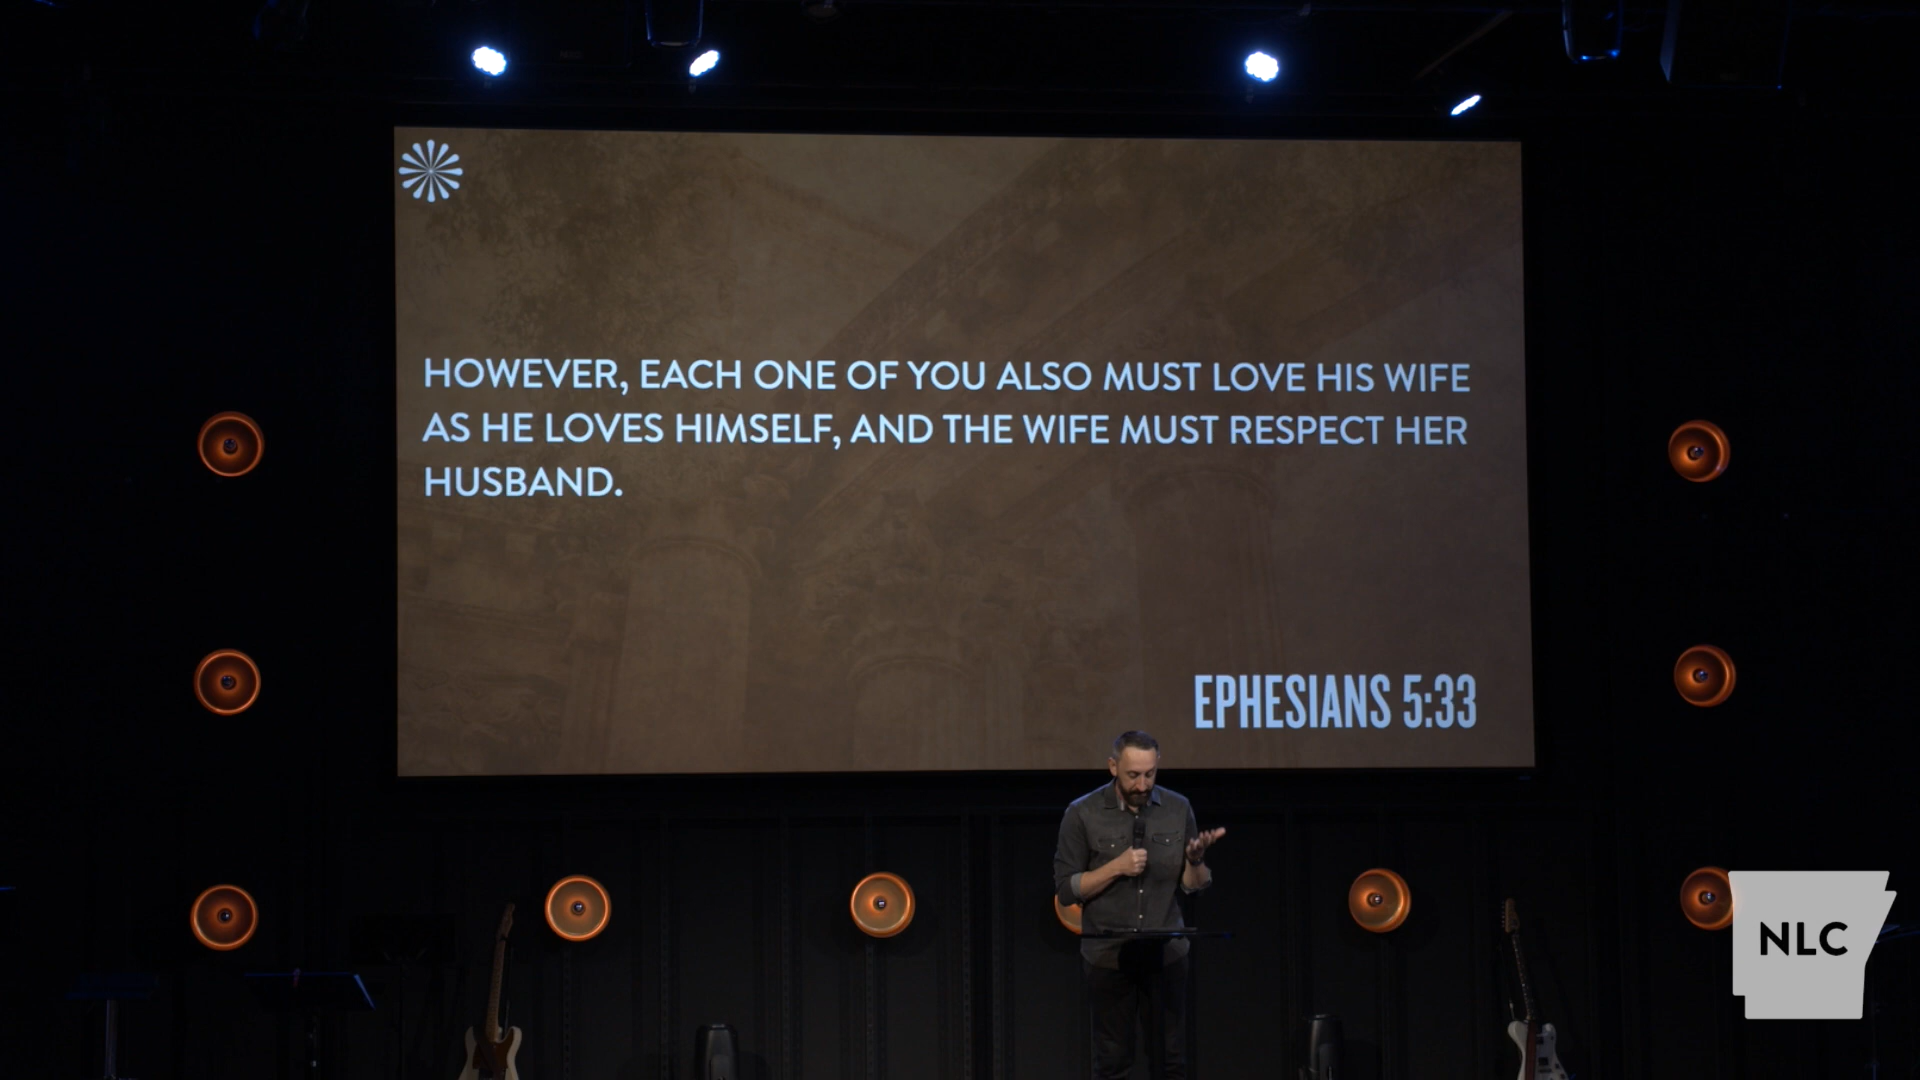 HOWEVER, EACH ONE OF YOU ALSO MUST LOVE HIS WIFE
AS HE LOVES HIMSELF, AND THE WIFE MUST RESPECT HER
HUSBAND.
EPHESIANS 5:33
NLC